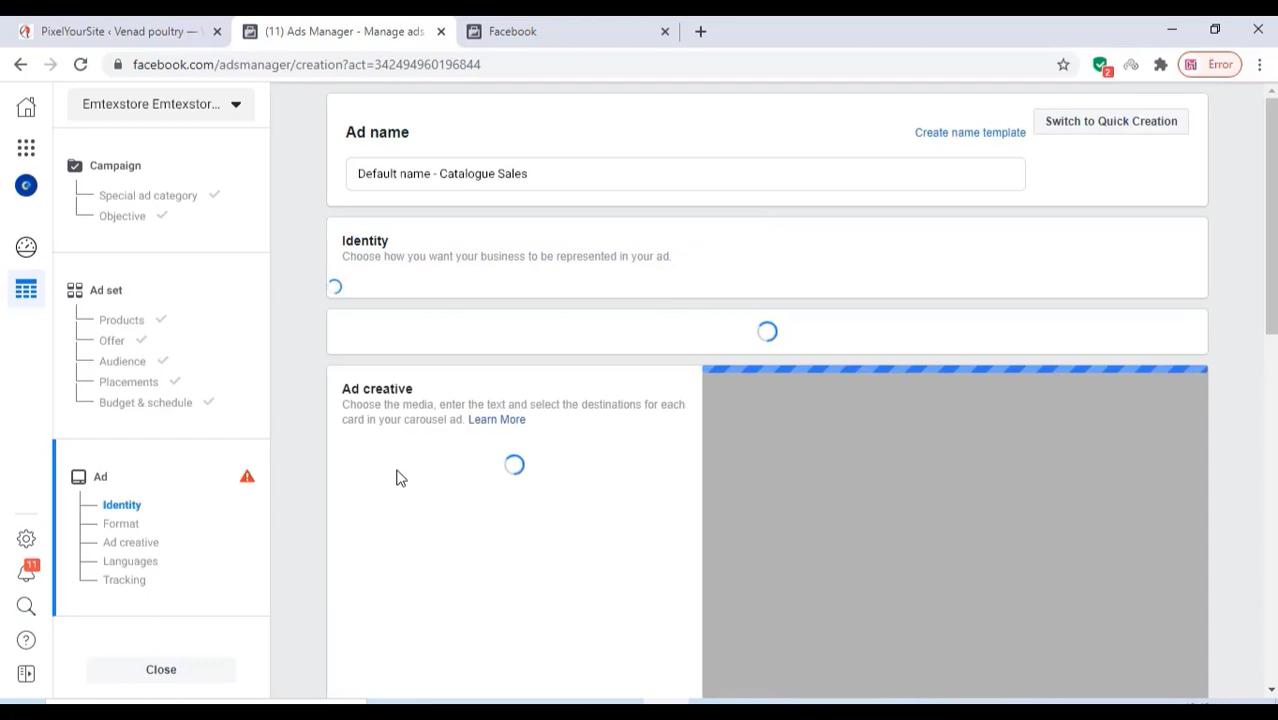 PixelYourSite ‹ Venad poultry —
(11) Ads Manager - Manage ads
Facebook
facebook.com/adsmanager/creation?act=342494960196844
2
Error
Emtexstore Emtexstor...
Campaign
Special ad category
Objective
Ad set
Products
Offer
Audience
Placements
Budget & schedule
Ad
Identity
Format
Ad creative
Languages
Tracking
Close
11
Ad name
Create name template
Switch to Quick Creation
Default name - Catalogue Sales
Identity
Choose how you want your business to be represented in your ad.
Ad creative
Choose the media, enter the text and select the destinations for each
card in your carousel ad. Learn More